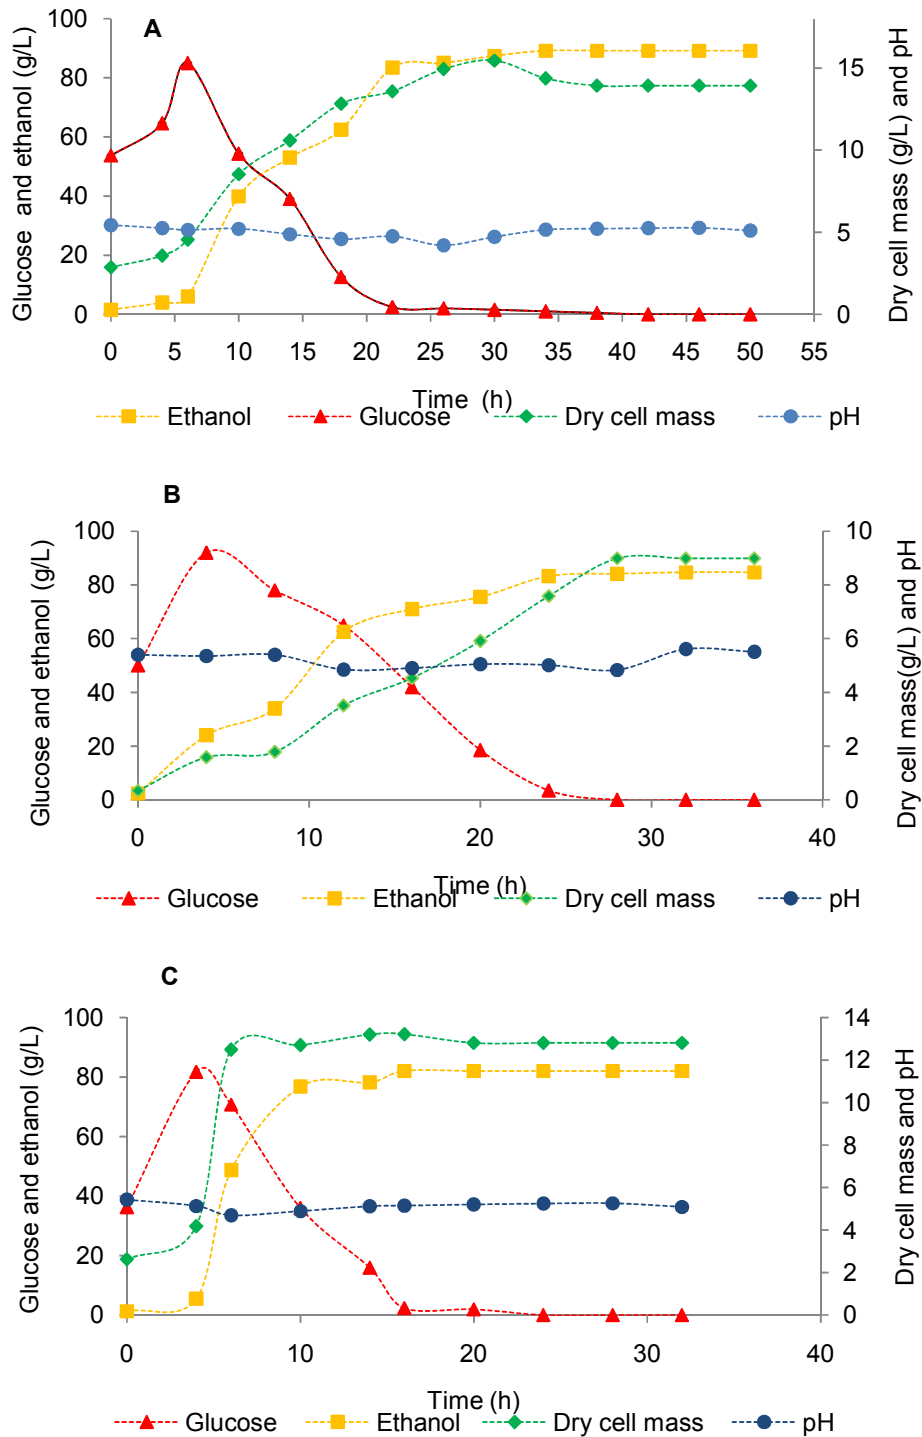 A
Glucose and ethanol (g/L)
100
80
60
40
20
0
15
10
5
0
Dry cell mass (g/L) and pH
0 5 10 15 20 25 30 35 40 45 50 55
Time (h)
Ethanol Glucose Dry cell mass pH
B
Glucose and ethanol (g/L)
100
80
60
40
20
0
10
8
6
4
2
0
Dry cell mass(g/L) and pH
0 10 20 30 40
Time (h)
Glucose Ethanol Dry cell mass pH
C
Glucose and ethanol (g/L)
100
80
60
40
20
0
14
12
10
8
6
4
2
0
Dry cell mass and pH
0 10 20 30 40
Time (h)
Glucose Ethanol Dry cell mass pH